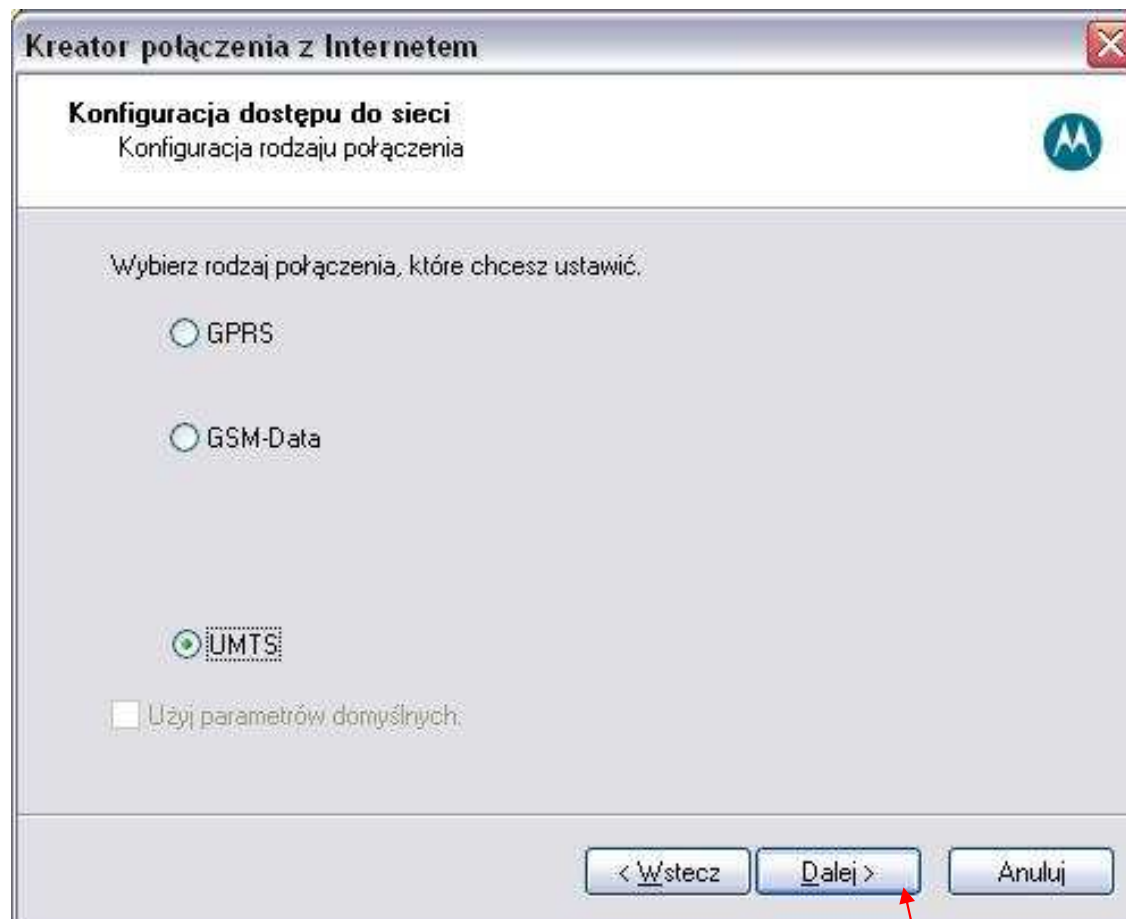 Kreator połączenia z Internetem
Konfiguracja dostępu do sieci
Konfiguracja rodzaju połączenia
Wybierz rodzaj połączenia, które chcesz ustawić.
GPRS
GSM-Data
UMTS
Użyj parametrów domyślnych.
< Wstecz
Dalej >
Anuluj